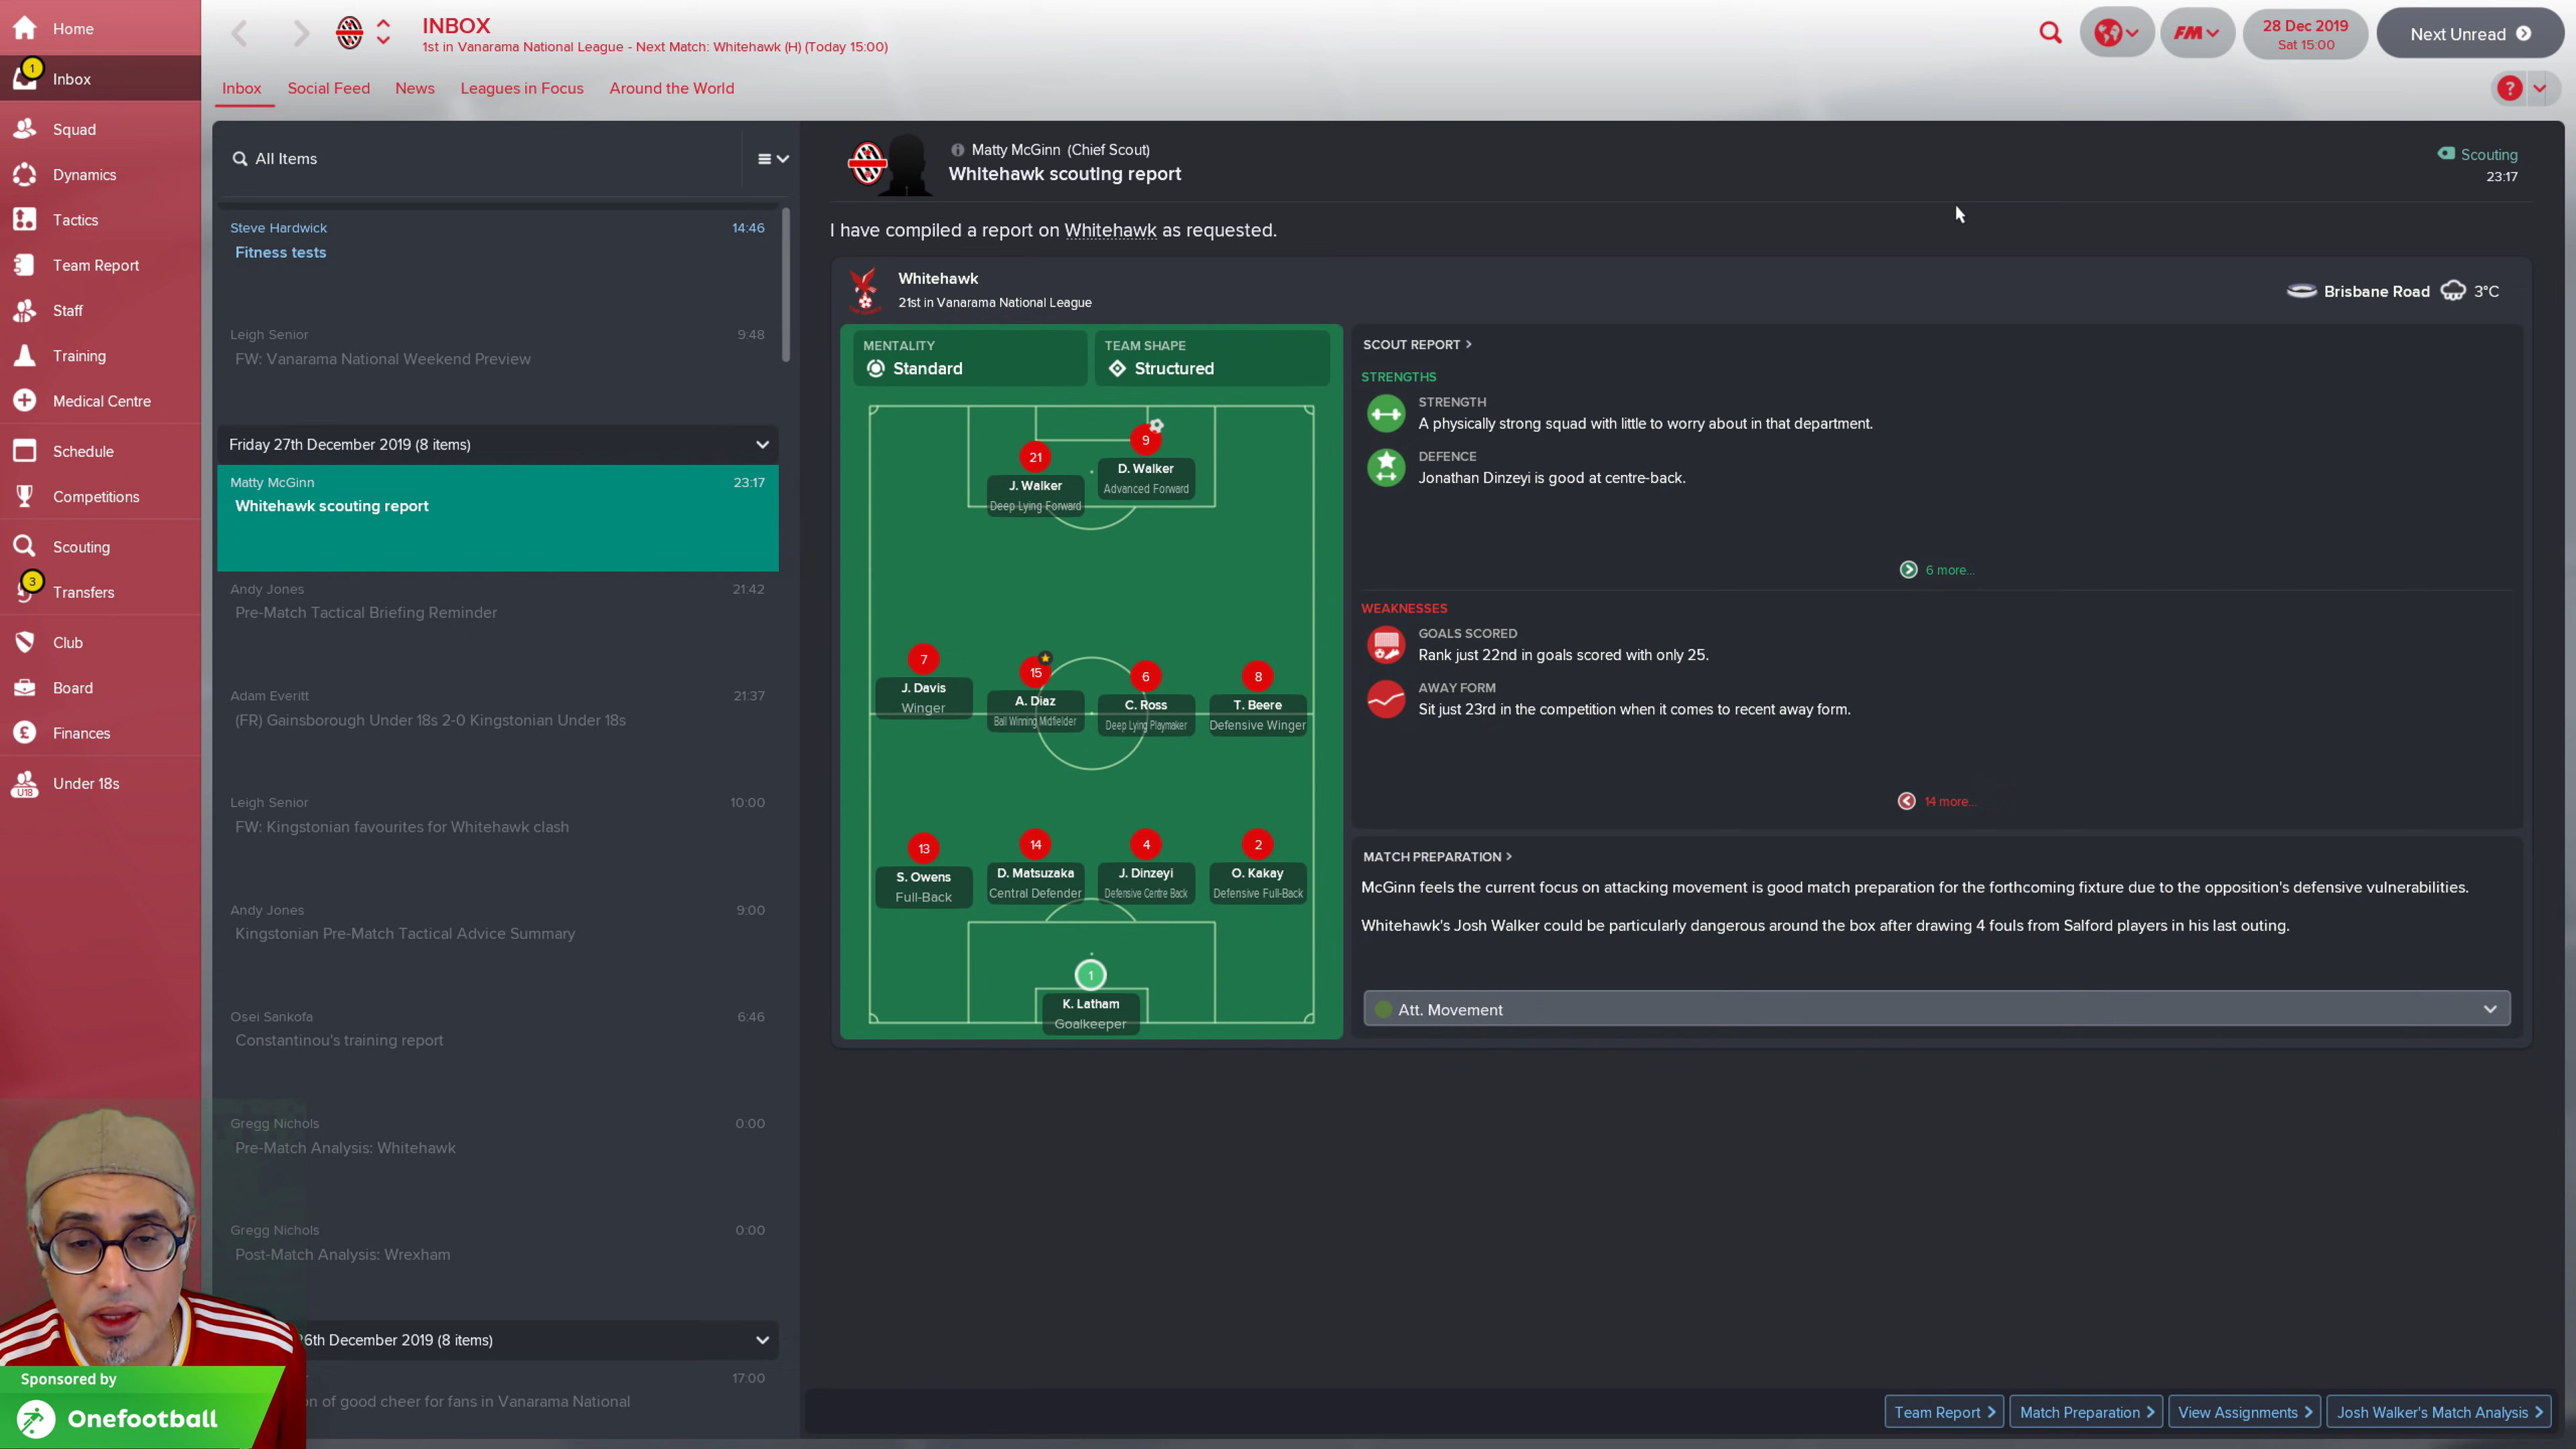 Home
Inbox
1
Squad
Dynamics
Tactics
Team Report
Staff
Training
Medical Centre
Schedule
Competitions
Scouting
3
Transfers
Club
Board
Finances
U18
Under 18s
INBOX
1st in Vanarama National League - Next Match: Whitehawk (H) (Today 15:00)
FM
28 Dec 2019
Sat 15:00
Next Unread
Inbox
Social Feed
News
Leagues in Focus
Around the World
?
All Items
Steve Hardwick 14:46
Fitness tests
Leigh Senior 9:48
FW: Vanarama National Weekend Preview
Friday 27th December 2019 (8 items)
Matty McGinn 23:17
Whitehawk scouting report
Andy Jones 21:42
Pre-Match Tactical Briefing Reminder
Adam Everitt 21:37
(FR) Gainsborough Under 18s 2-0 Kingstonian Under 18s
Leigh Senior 10:00
FW: Kingstonian favourites for Whitehawk clash
Andy Jones 9:00
Kingstonian Pre-Match Tactical Advice Summary
Osei Sankofa 6:46
Constantinou's training report
Gregg Nichols 0:00
Pre-Match Analysis: Whitehawk
Gregg Nichols 0:00
Post-Match Analysis: Wrexham
6th December 2019 (8 items)
17:00
of good cheer for fans in Vanarama National
Matty McGinn (Chief Scout)
Whitehawk scouting report
Scouting
23:17
I have compiled a report on Whitehawk as requested.
Whitehawk
21st in Vanarama National League
Brisbane Road 3°C
MENTALITY
Standard
TEAM SHAPE
Structured
9
D. Walker
Advanced Forward
21
J. Walker
Deep Lying Forward
7
J. Davis
Winger
15
A. Diaz
Ball Winning Midfielder
6
C. Ross
Deep Lying Playmaker
8
T. Beere
Defensive Winger
13
S. Owens
Full-Back
14
D. Matsuzaka
Central Defender
4
J. Dinzeyi
Defensive Centre Back
2
O. Kakay
Defensive Full-Back
1
K. Latham
Goalkeeper
SCOUT REPORT
STRENGTHS
STRENGTH
A physically strong squad with little to worry about in that department.
DEFENCE
Jonathan Dinzeyi is good at centre-back.
6 more...
WEAKNESSES
GOALS SCORED
Rank just 22nd in goals scored with only 25.
AWAY FORM
Sit just 23rd in the competition when it comes to recent away form.
14 more...
MATCH PREPARATION
McGinn feels the current focus on attacking movement is good match preparation for the forthcoming fixture due to the opposition's defensive vulnerabilities.
Whitehawk's Josh Walker could be particularly dangerous around the box after drawing 4 fouls from Salford players in his last outing.
Att. Movement
Team Report
Match Preparation
View Assignments
Josh Walker's Match Analysis
Sponsored by
Onefootball